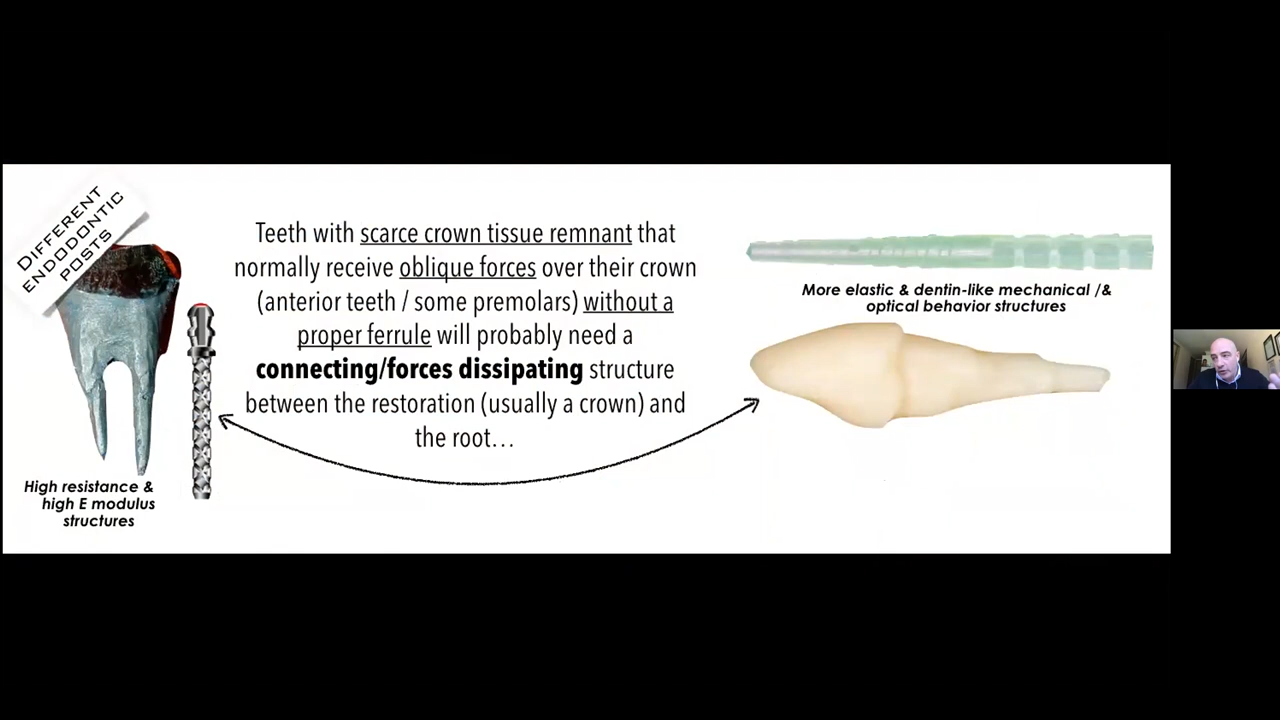 DIFFERENT
ENDODONTIC
POSTS
Teeth with scarce crown tissue remnant that
normally receive oblique forces over their crown
(anterior teeth / some premolars) without a
proper ferrule will probably need a
connecting/forces dissipating structure
between the restoration (usually a crown) and
the root...
High resistance &
high E modulus
structures
More elastic & dentin-like mechanical /&
optical behavior structures